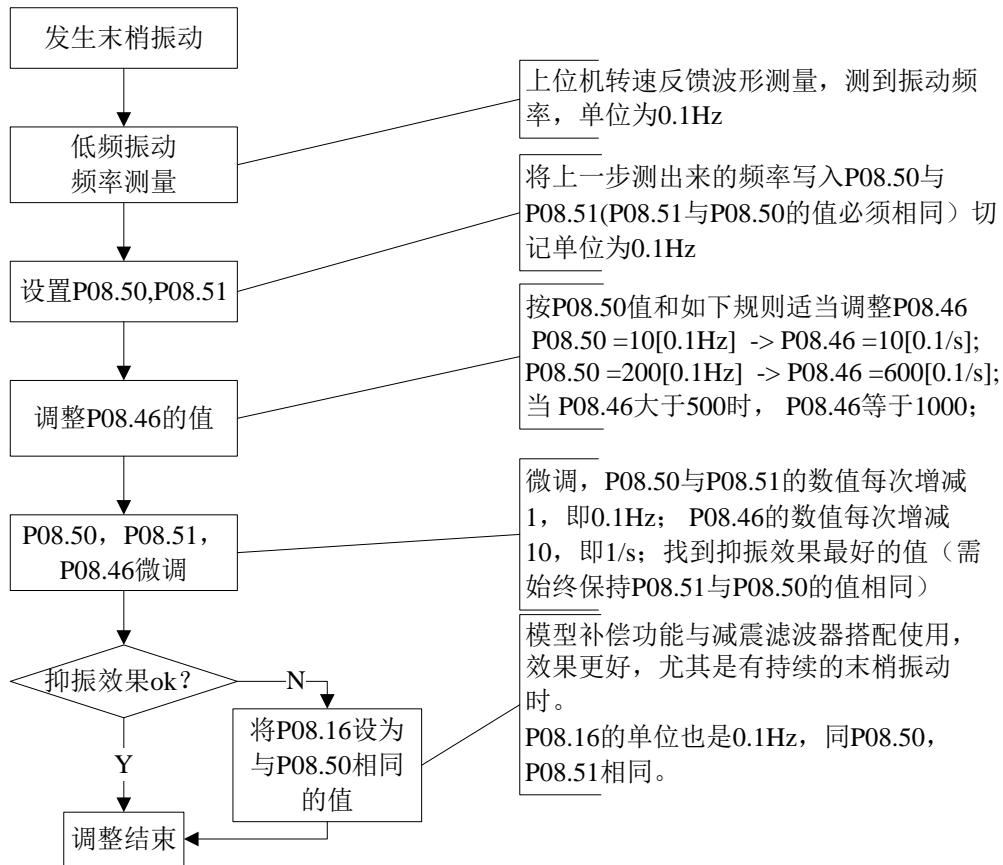 发生末梢振动
上位机转速反馈波形测量，测到振动频
率，单位为0.1Hz
低频振动
频率测量
将上一步测出来的频率写入P08.50与
P08.51(P08.51与P08.50的值必须相同）切
记单位为0.1Hz
设置P08.50,P08.51
按P08.50值和如下规则适当调整P08.46
P08.50 =10[0.1Hz] -> P08.46 =10[0.1/s];
P08.50 =200[0.1Hz] -> P08.46 =600[0.1/s];
当 P08.46大于500时， P08.46等于1000；
调整P08.46的值
微调，P08.50与P08.51的数值每次增减
1，即0.1Hz； P08.46的数值每次增减
10，即1/s；找到抑振效果最好的值（需
始终保持P08.51与P08.50的值相同）
P08.50，P08.51，
P08.46微调
模型补偿功能与减震滤波器搭配使用，
效果更好，尤其是有持续的末梢振动
时。
P08.16的单位也是0.1Hz，同P08.50，
P08.51相同。
抑振效果ok？
N
将P08.16设为
与P08.50相同
的值
Y
调整结束